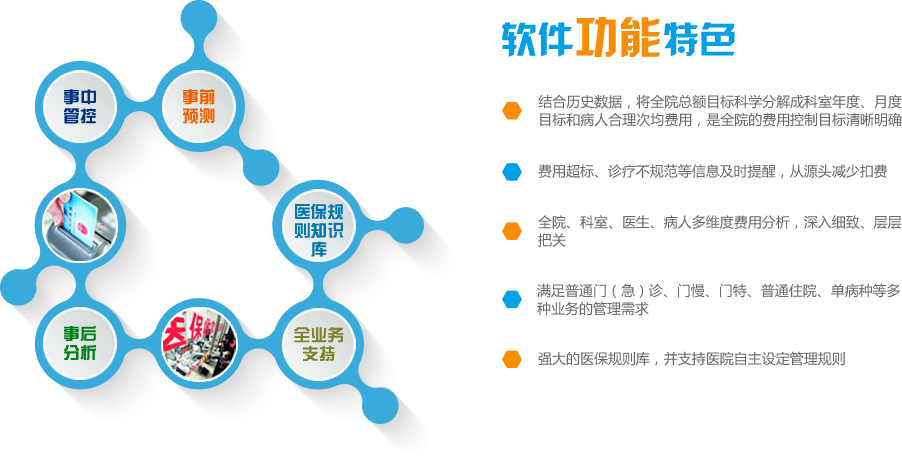 软件功能特色
事中
管控
事前
预测
医保规
则知识
库
事后
分析
医保
全业务
支持
结合历史数据，将全院总额目标科学分解成科室年度、月度
目标和病人合理次均费用，是全院的费用控制目标清晰明确
费用超标、诊疗不规范等信息及时提醒，从源头减少扣费
全院、科室、医生、病人多维度费用分析，深入细致、层层
把关
满足普通门（急）诊、门慢、门特、普通住院、单病种等多
种业务的管理需求
强大的医保规则库，并支持医院自主设定管理规则